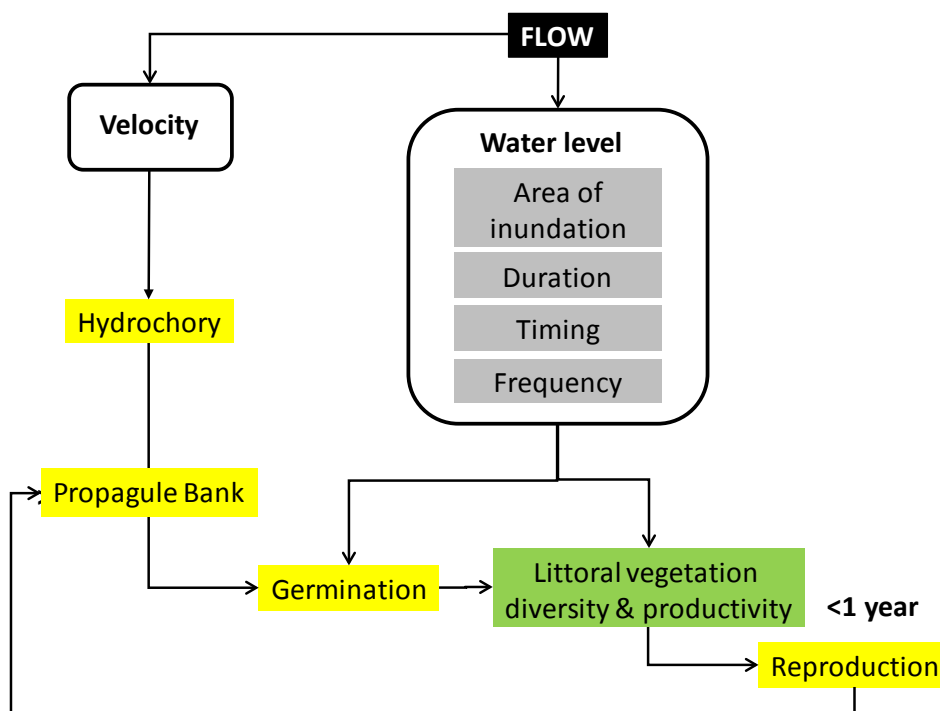 FLOW
Velocity
Water level
Area of
inundation
Duration
Timing
Frequency
Hydrochory
Propagule Bank
Germination
Littoral vegetation
diversity & productivity
<1 year
Reproduction